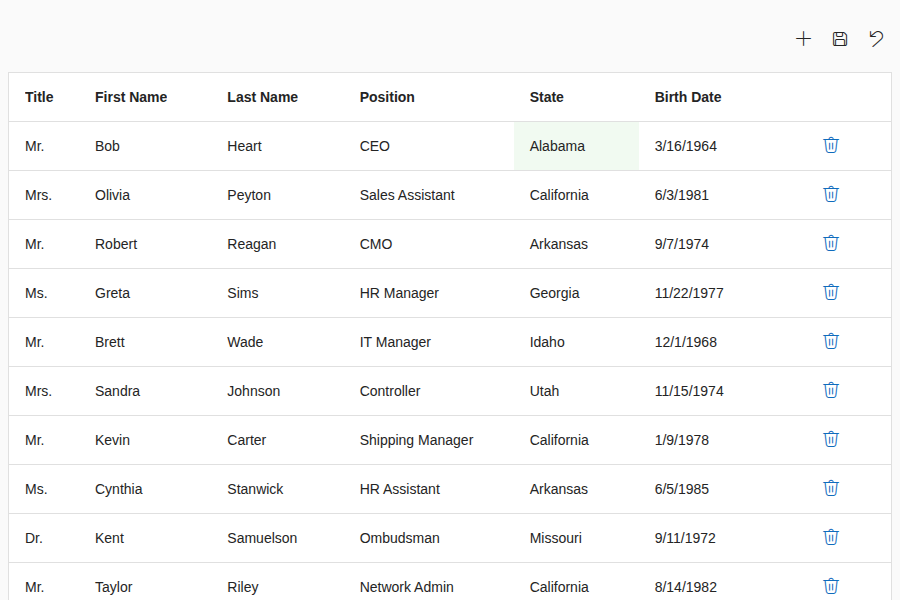 Title First Name Last Name Position State Birth Date
Mr. Bob Heart CEO Alabama 3/16/1964
Mrs. Olivia Peyton Sales Assistant California 6/3/1981
Mr. Robert Reagan CMO Arkansas 9/7/1974
Ms. Greta Sims HR Manager Georgia 11/22/1977
Mr. Brett Wade IT Manager Idaho 12/1/1968
Mrs. Sandra Johnson Controller Utah 11/15/1974
Mr. Kevin Carter Shipping Manager California 1/9/1978
Ms. Cynthia Stanwick HR Assistant Arkansas 6/5/1985
Dr. Kent Samuelson Ombudsman Missouri 9/11/1972
Mr. Taylor Riley Network Admin California 8/14/1982